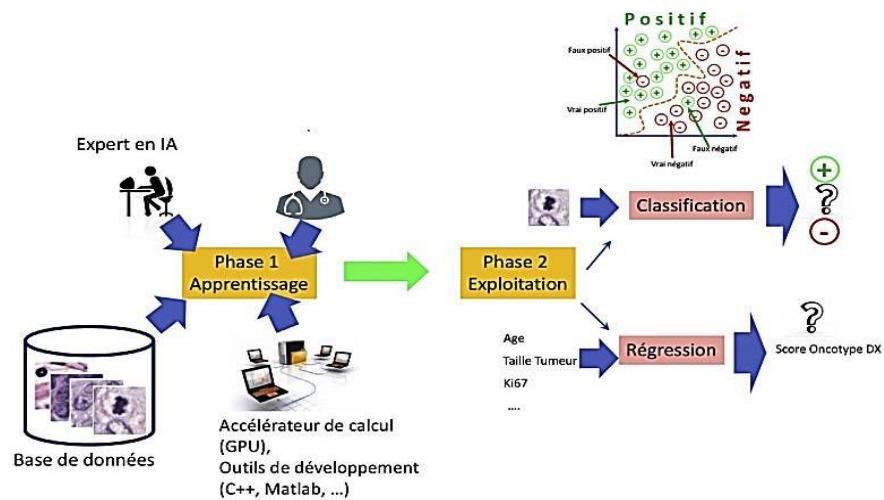 Positif
Negatif
Faux positif
Vrai positif
Faux négatif
Vrai négatif
Expert en IA
Phase 1
Apprentissage
Phase 2
Exploitation
Classification
Age
Taille Tumeur
Ki67
....
Régression
Score Oncotype DX
Base de données
Accélérateur de calcul
(GPU),
Outils de développement
(C++, Matlab, ...)